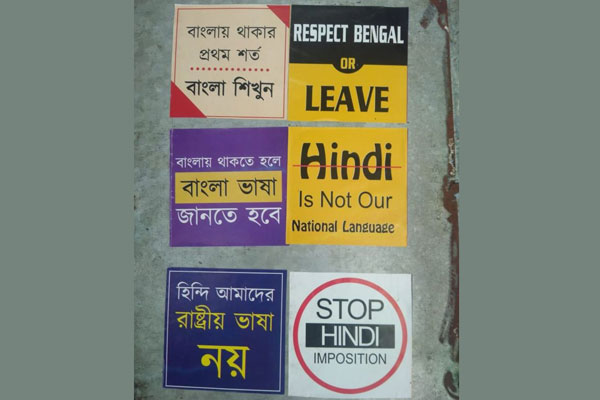 বাংলায় থাকার
প্রথম শর্ত
বাংলা শিখুন
RESPECT BENGAL
OR
LEAVE
বাংলায় থাকতে হলে
বাংলা ভাষা
জানতে হবে
Hindi
Is Not Our
National Language
হিন্দি আমাদের
রাষ্ট্রীয় ভাষা
নয়
STOP
HINDI
IMPOSITION